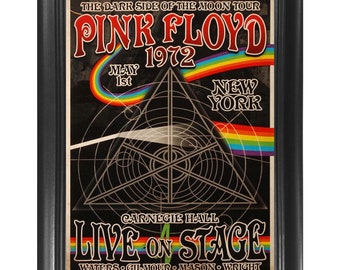 THE DARK SIDE OF THE MOON TOUR
PINK FLOYD
1972
MAY
1st
NEW
YORK
CARNEGIE HALL
LIVE ON STAGE
WATERS · GILMOUR · MASON · WRIGHT